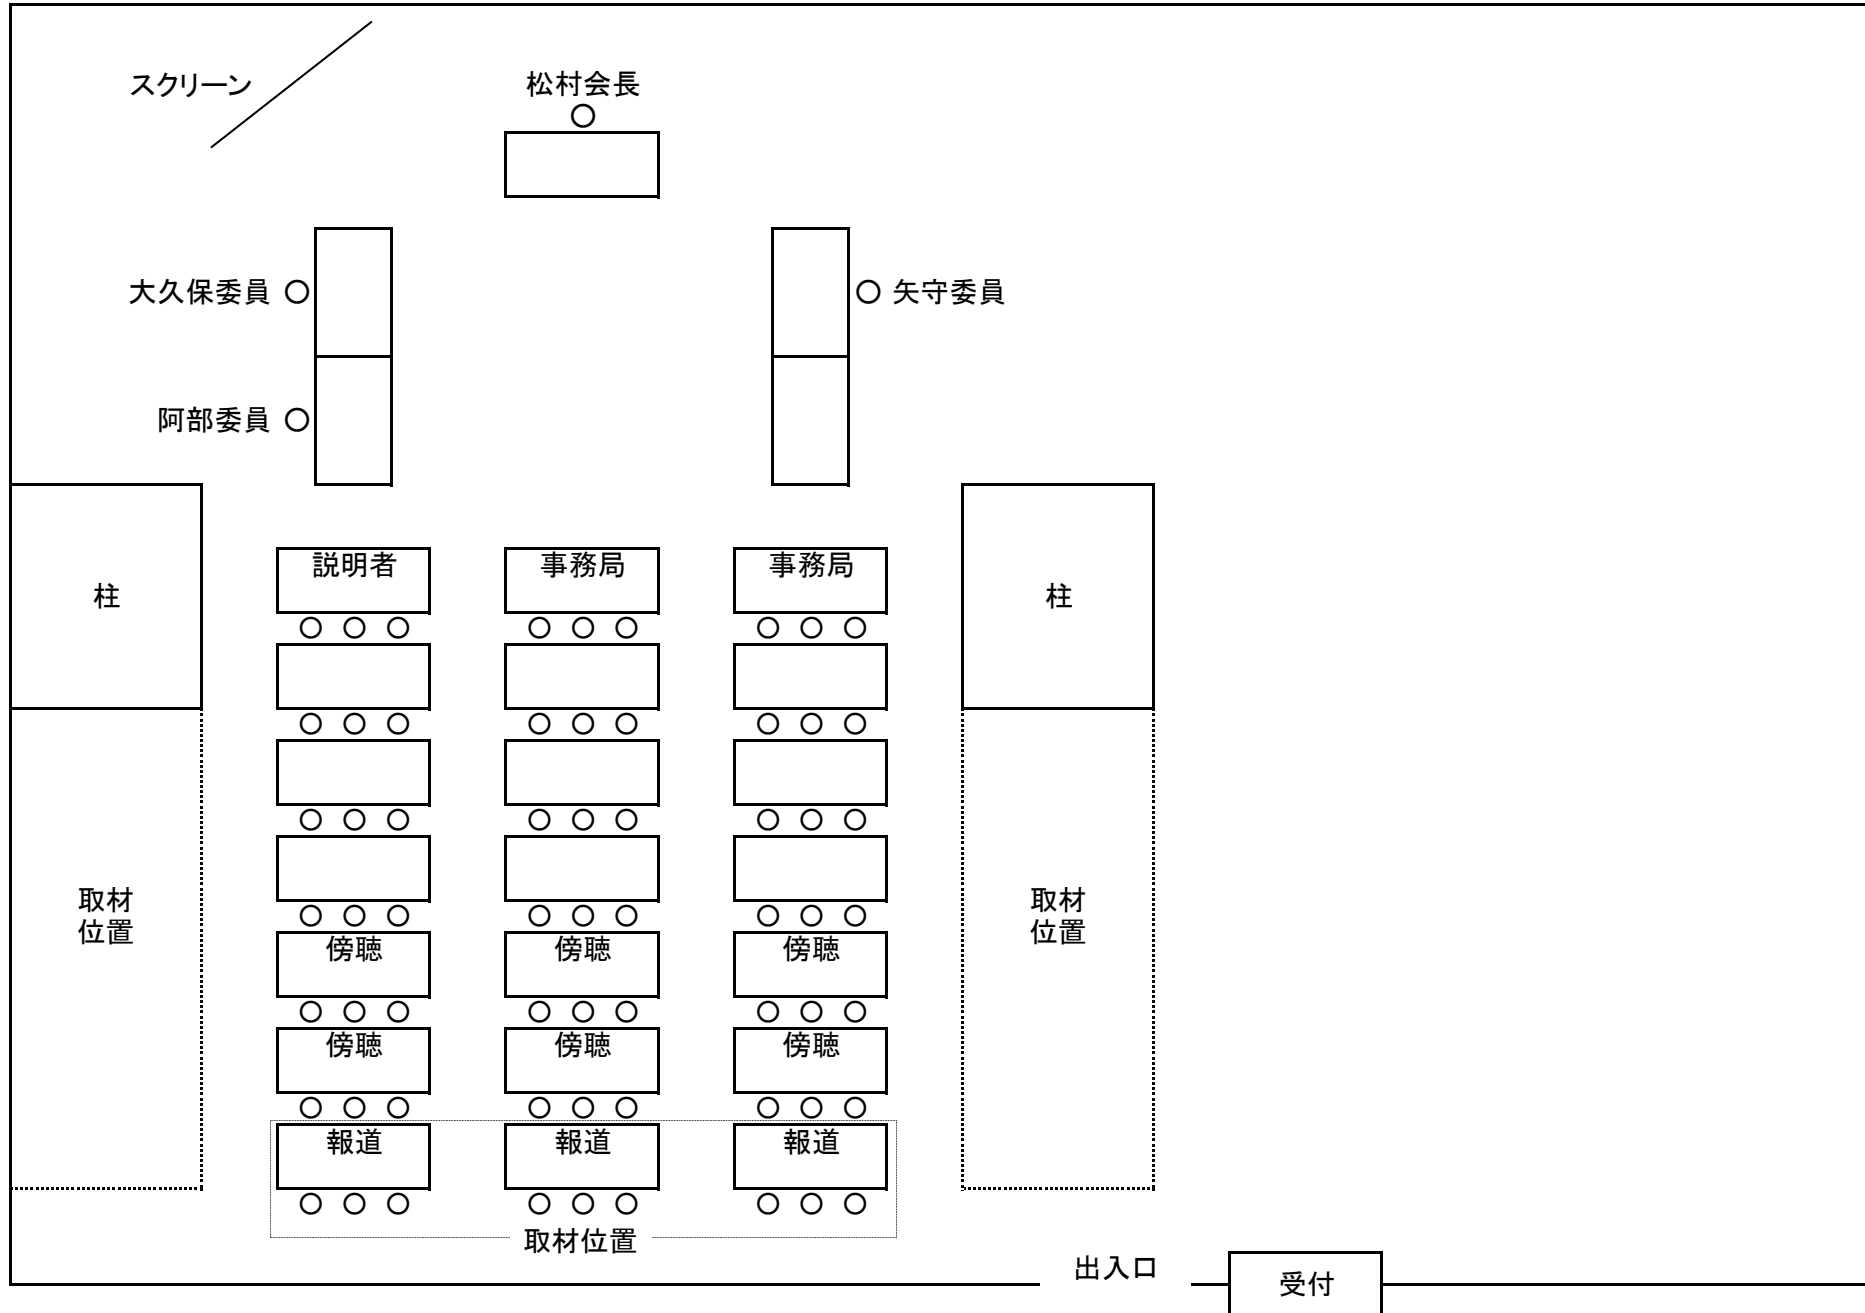 スクリーン
松村会長
大久保委員
矢守委員
阿部委員
説明者
事務局
事務局
柱
柱
取材
位置
取材
位置
傍聴
傍聴
傍聴
傍聴
傍聴
傍聴
報道
報道
報道
取材位置
出入口
受付